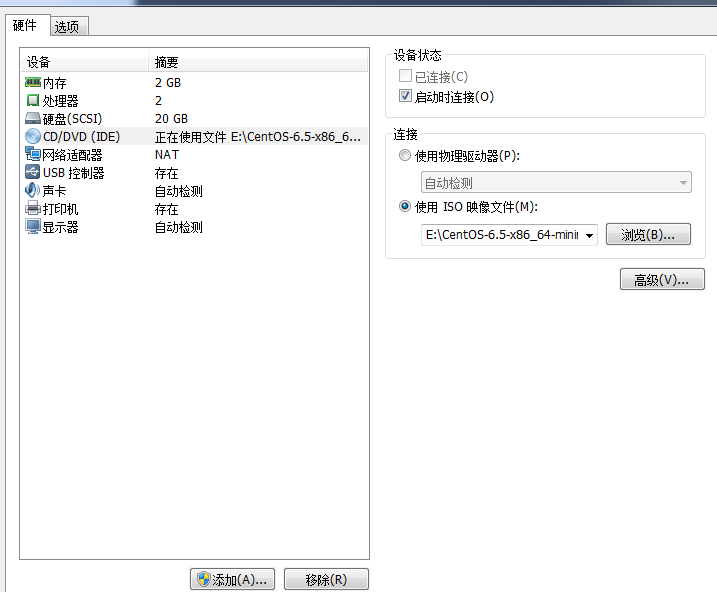 硬件 选项
设备 摘要
内存 2 GB
处理器 2
硬盘(SCSI) 20 GB
CD/DVD (IDE) 正在使用文件 E:\CentOS-6.5-x86_6...
网络适配器 NAT
USB 控制器 存在
声卡 自动检测
打印机 存在
显示器 自动检测
添加(A)... 移除(R)
设备状态
已连接(C)
启动时连接(O)
连接
使用物理驱动器(P):
自动检测
使用 ISO 映像文件(M):
E:\CentOS-6.5-x86_64-mini 浏览(B)...
高级(V)...